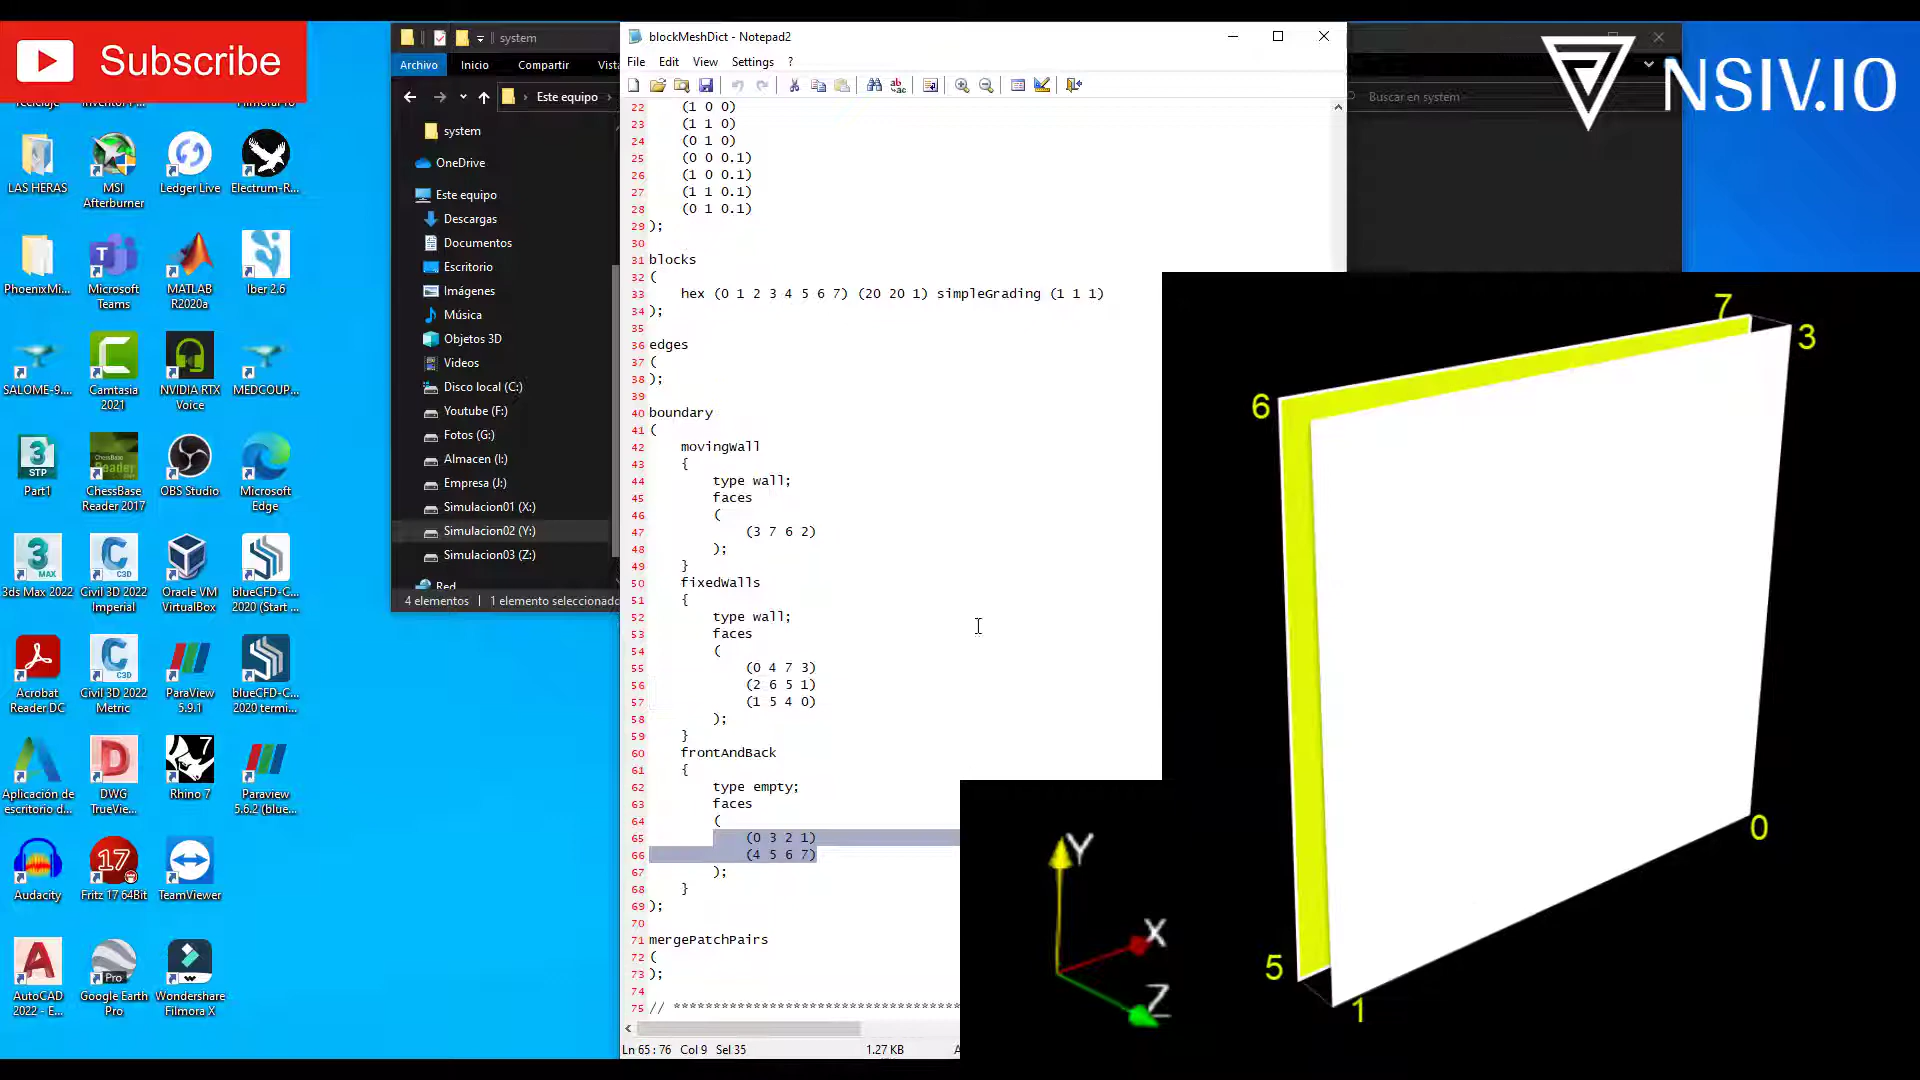 Subscribe
NSIV.IO
LAS HERAS
MSI Afterburner
Ledger Live
Electrum-R...
PhoenixMi...
Microsoft Teams
MATLAB R2020a
Iber 2.6
SALOME-9....
Camtasia 2021
NVIDIA RTX Voice
MEDCOUP...
Part1
ChessBase Reader 2017
OBS Studio
Microsoft Edge
3ds Max 2022
Civil 3D 2022 Imperial
Oracle VM VirtualBox
blueCFD-C... 2020 (Start ...
Acrobat Reader DC
Civil 3D 2022 Metric
ParaView 5.9.1
blueCFD-C... 2020 termi...
Aplicación de escritorio d...
DWG TrueVie...
Rhino 7
Paraview 5.6.2 (blue...
Audacity
Fritz 17 64Bit
TeamViewer
AutoCAD 2022 - E...
Google Earth Pro
Wondershare Filmora X
system
Archivo
Inicio
Compartir
Vist
Este equipo
Buscar en system
system
OneDrive
Este equipo
Descargas
Documentos
Escritorio
Imágenes
Música
Objetos 3D
Videos
Disco local (C:)
Youtube (F:)
Fotos (G:)
Almacen (I:)
Empresa (J:)
Simulacion01 (X:)
Simulacion02 (Y:)
Simulacion03 (Z:)
Red
4 elementos
1 elemento seleccionado
blockMeshDict - Notepad2
File Edit View Settings ?
22 (1 0 0)
23 (1 1 0)
24 (0 1 0)
25 (0 0 0.1)
26 (1 0 0.1)
27 (1 1 0.1)
28 (0 1 0.1)
29 );
30
31 blocks
32 (
33 hex (0 1 2 3 4 5 6 7) (20 20 1) simpleGrading (1 1 1)
34 );
35
36 edges
37 (
38 );
39
40 boundary
41 (
42 movingWall
43 {
44 type wall;
45 faces
46 (
47 (3 7 6 2)
48 );
49 }
50 fixedWalls
51 {
52 type wall;
53 faces
54 (
55 (0 4 7 3)
56 (2 6 5 1)
57 (1 5 4 0)
58 );
59 }
60 frontAndBack
61 {
62 type empty;
63 faces
64 (
65 (0 3 2 1)
66 (4 5 6 7)
67 );
68 }
69 );
70
71 mergePatchPairs
72 (
73 );
74
75 // ************************************
Ln 65 : 76 Col 9 Sel 35
1.27 KB
7
3
6
0
5
1
Y
X
Z